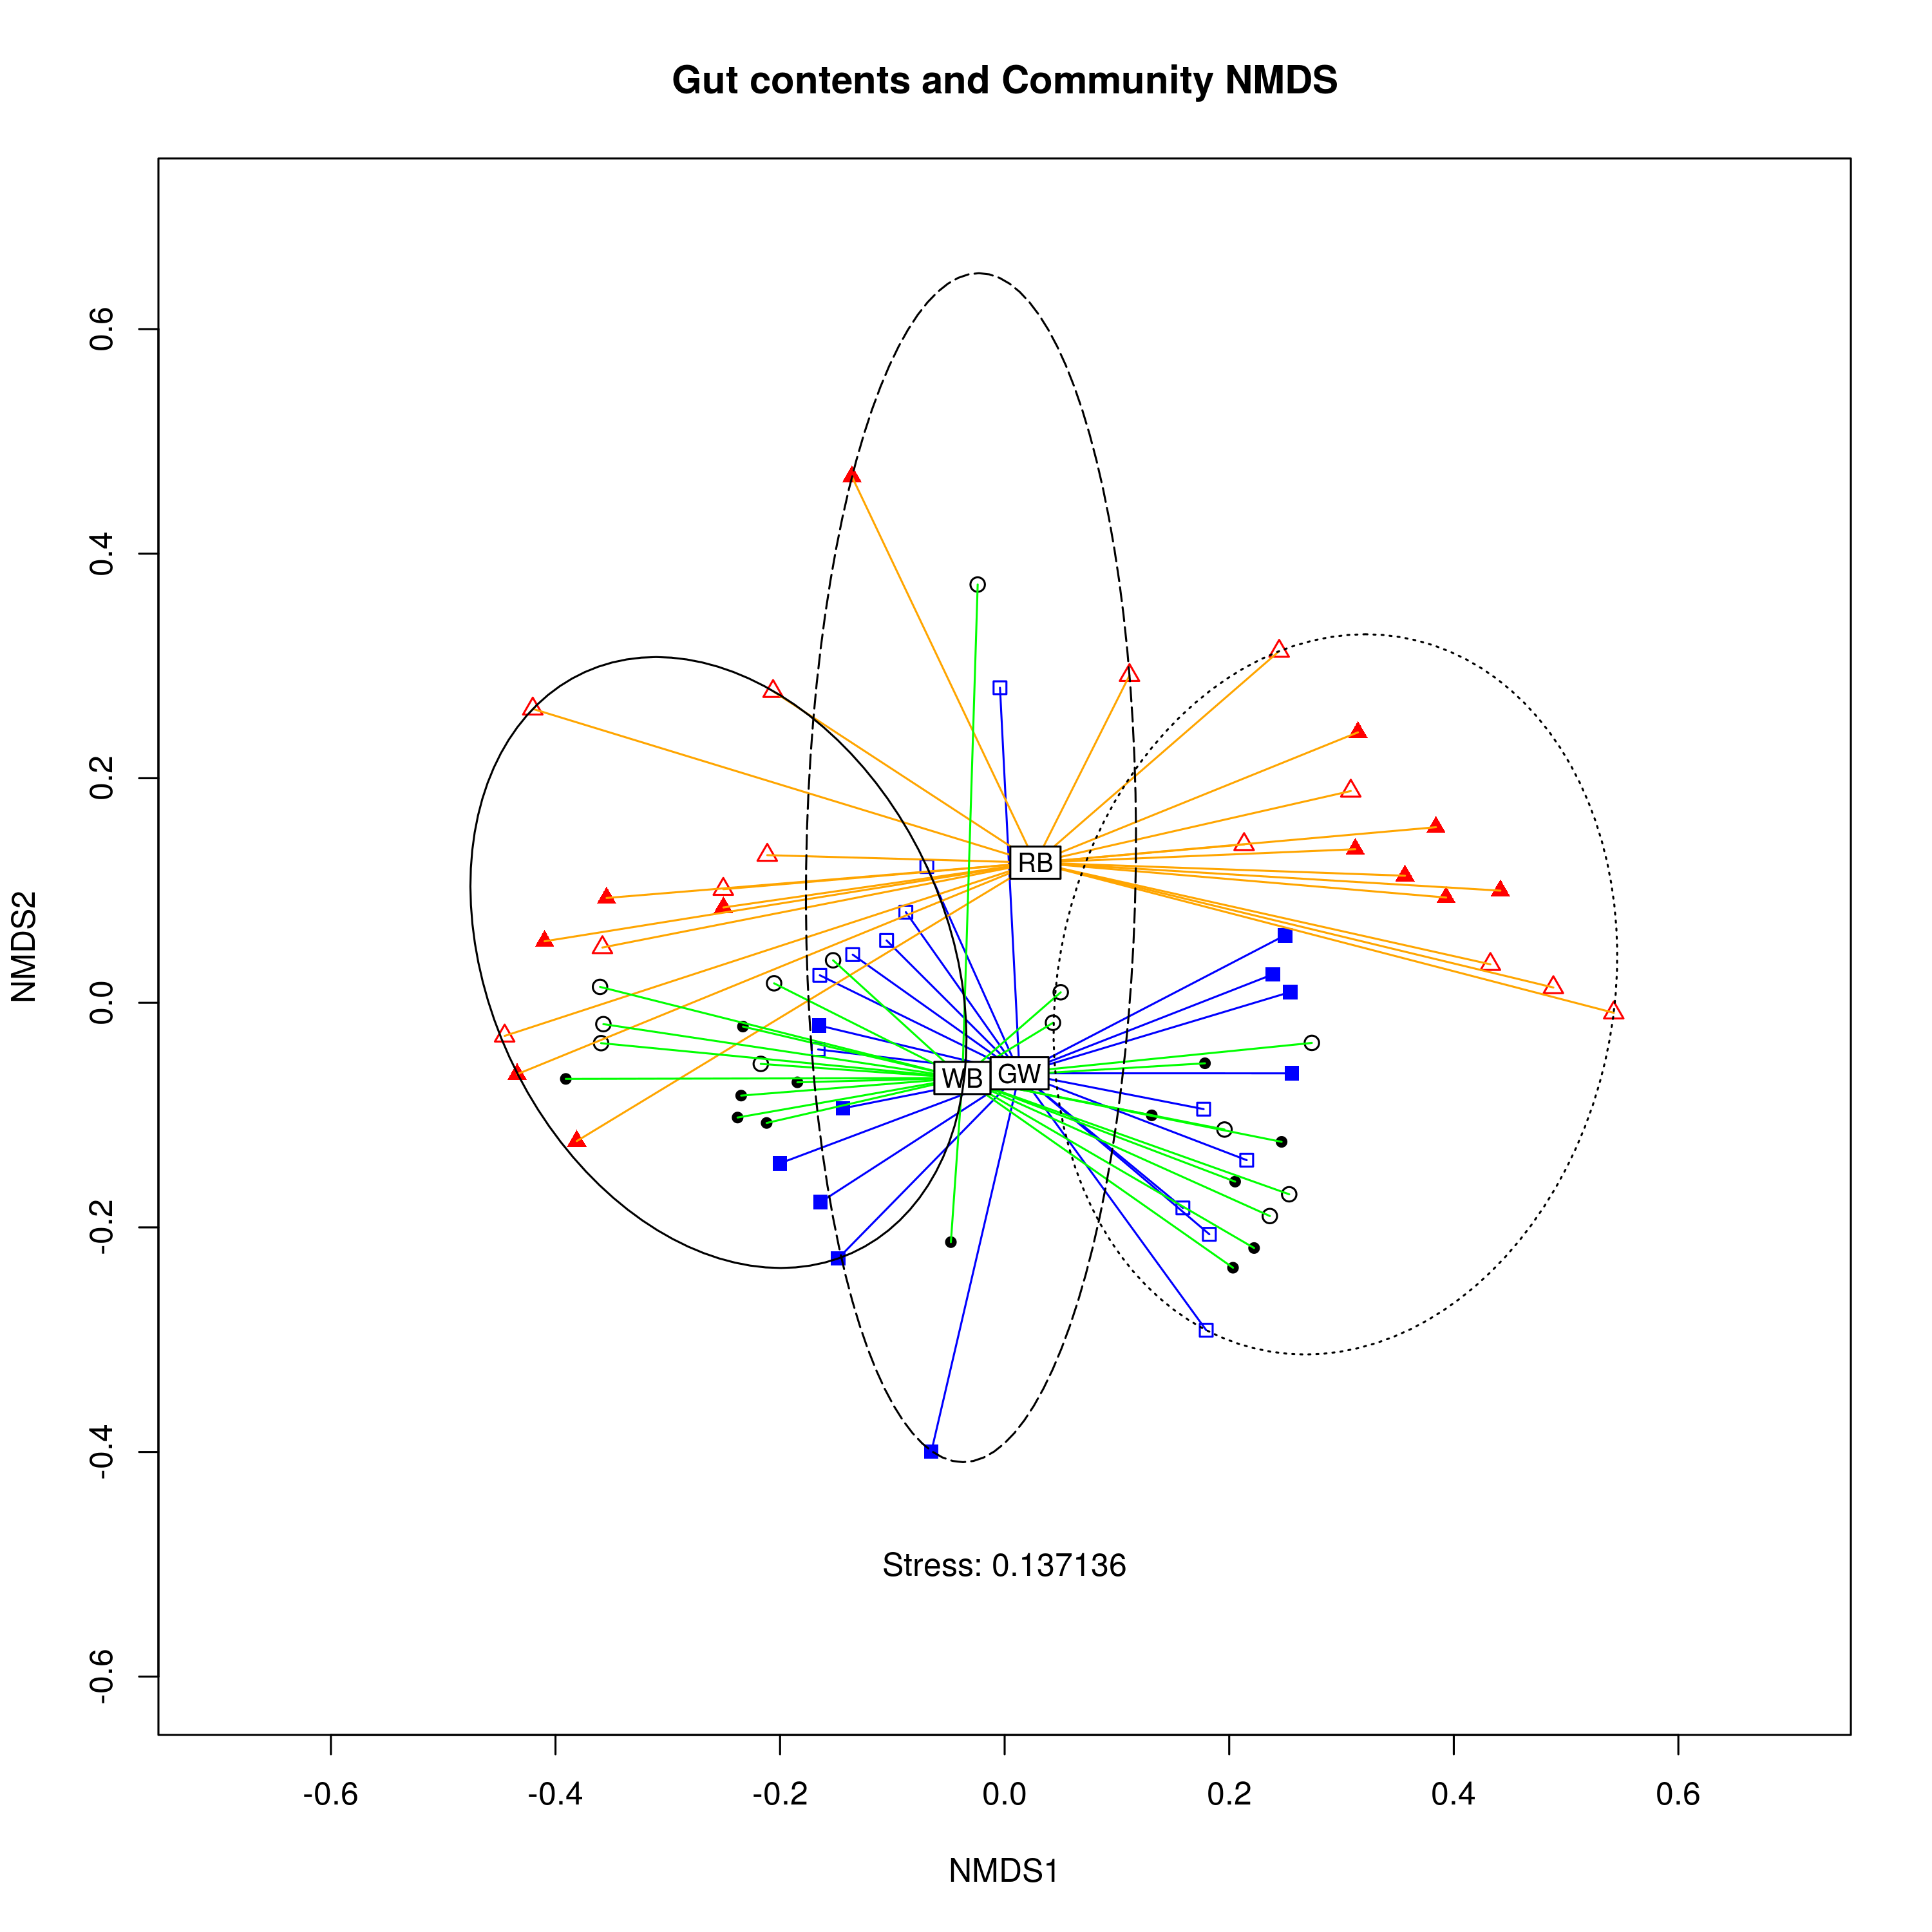 Gut contents and Community NMDS
NMDS2
0.6
0.4
0.2
0.0
-0.2
-0.4
-0.6
RB
WB
GW
Stress: 0.137136
-0.6 -0.4 -0.2 0.0 0.2 0.4 0.6
NMDS1